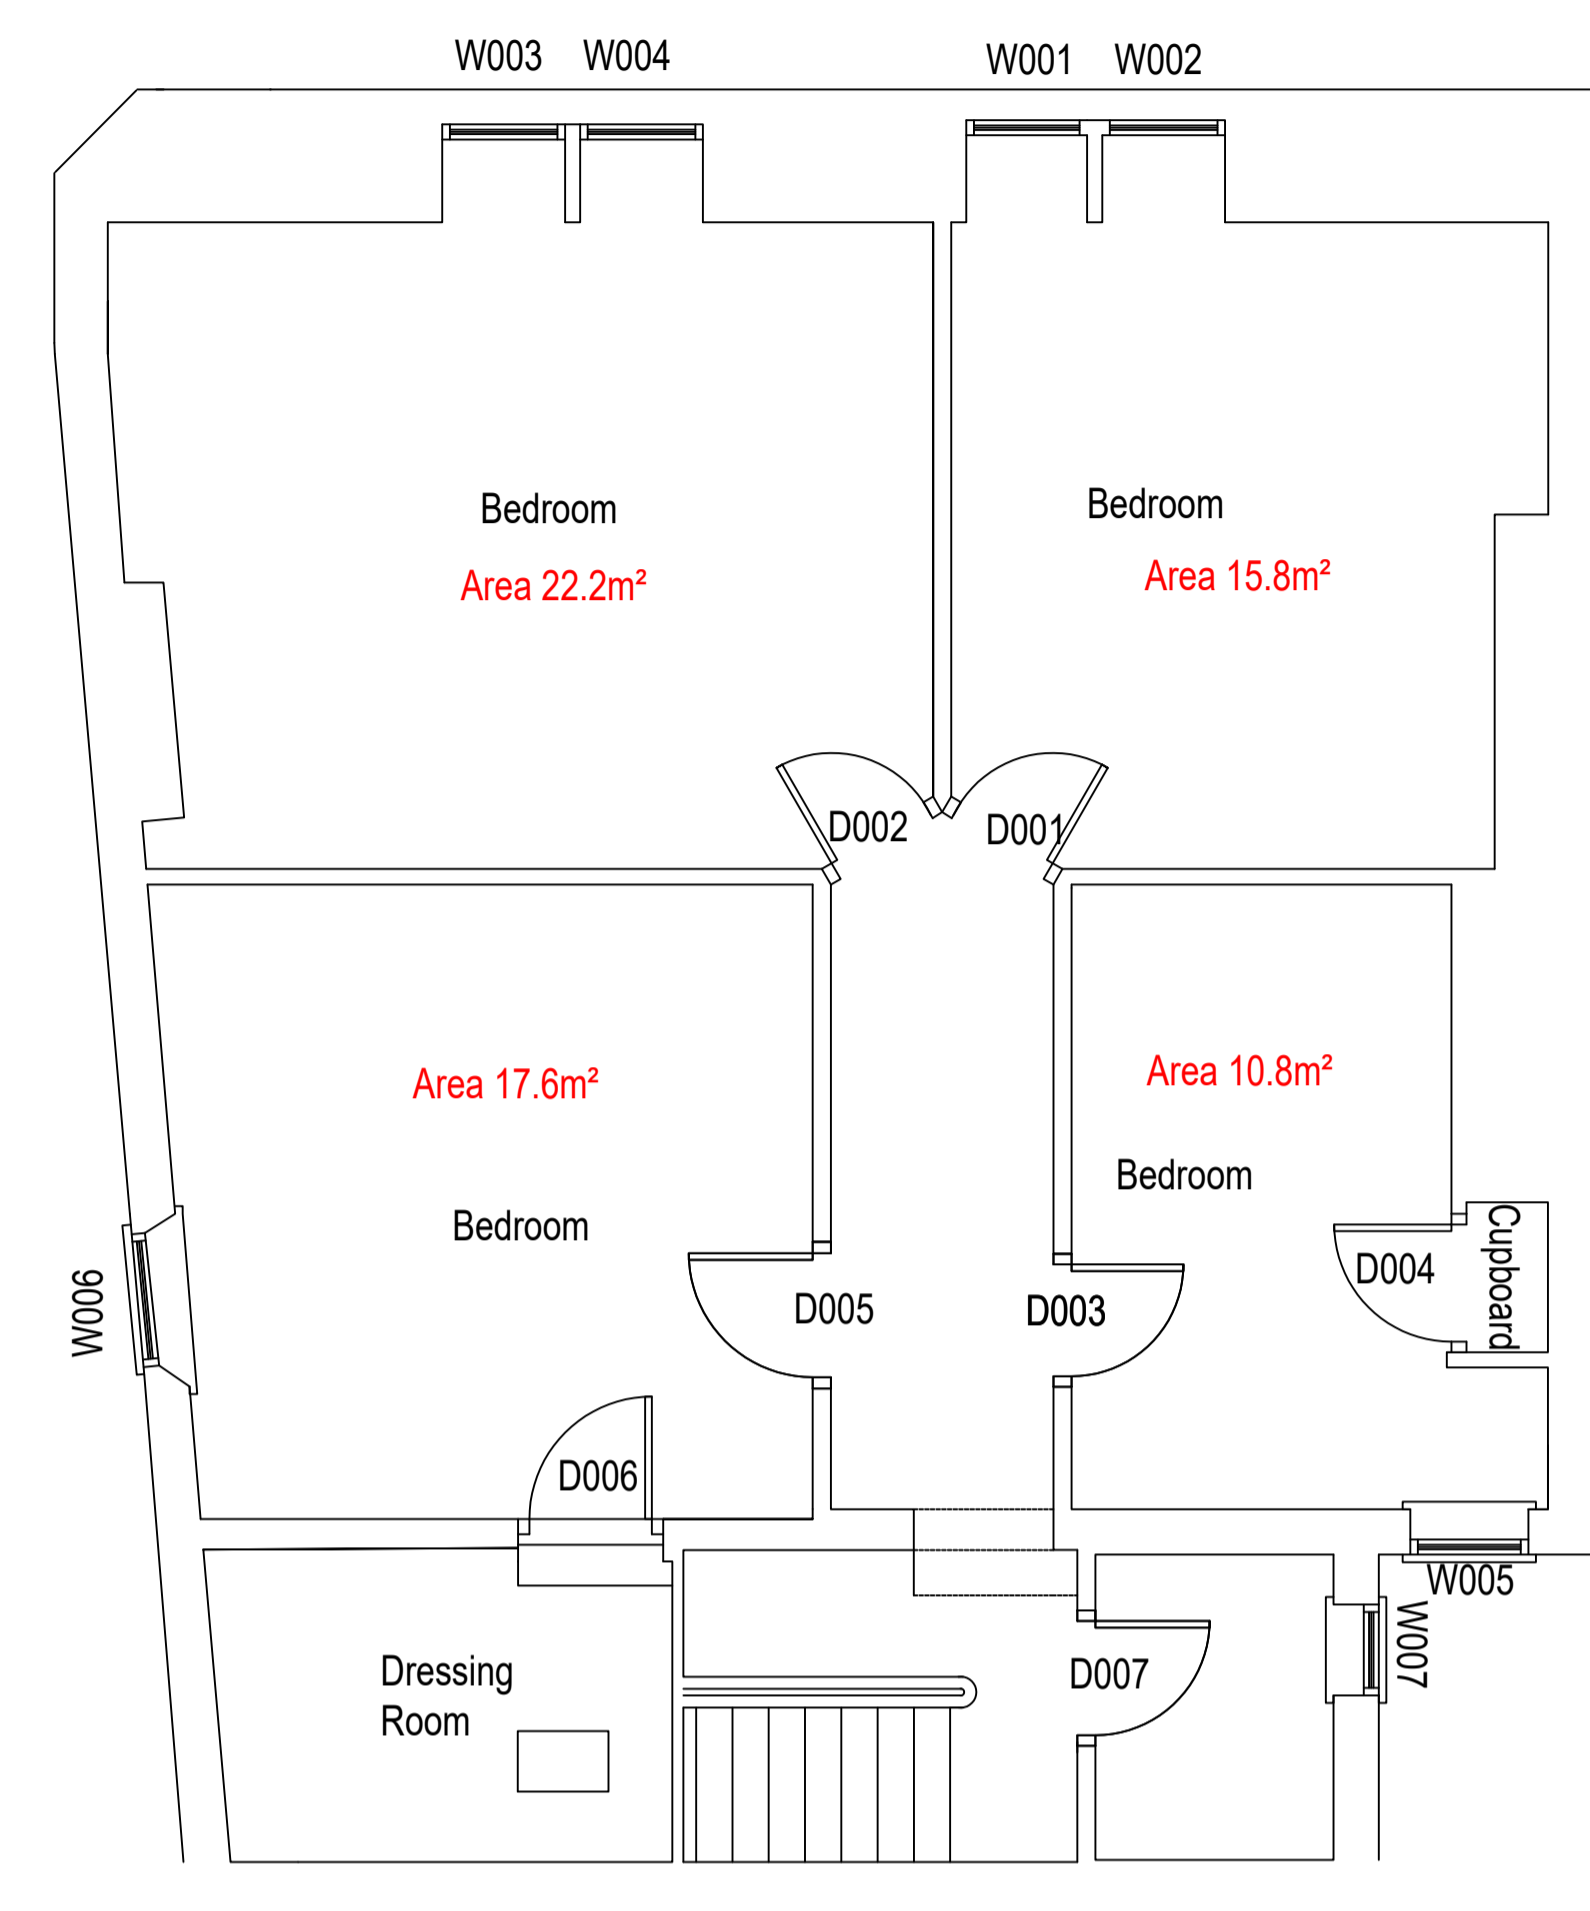 W003
W004
W001
W002
Bedroom
Area 22.2m²
Bedroom
Area 15.8m²
D002
D001
Area 17.6m²
Bedroom
Area 10.8m²
Bedroom
W006
D005
D003
D004
Cupboard
D006
W005
W007
Dressing
Room
D007